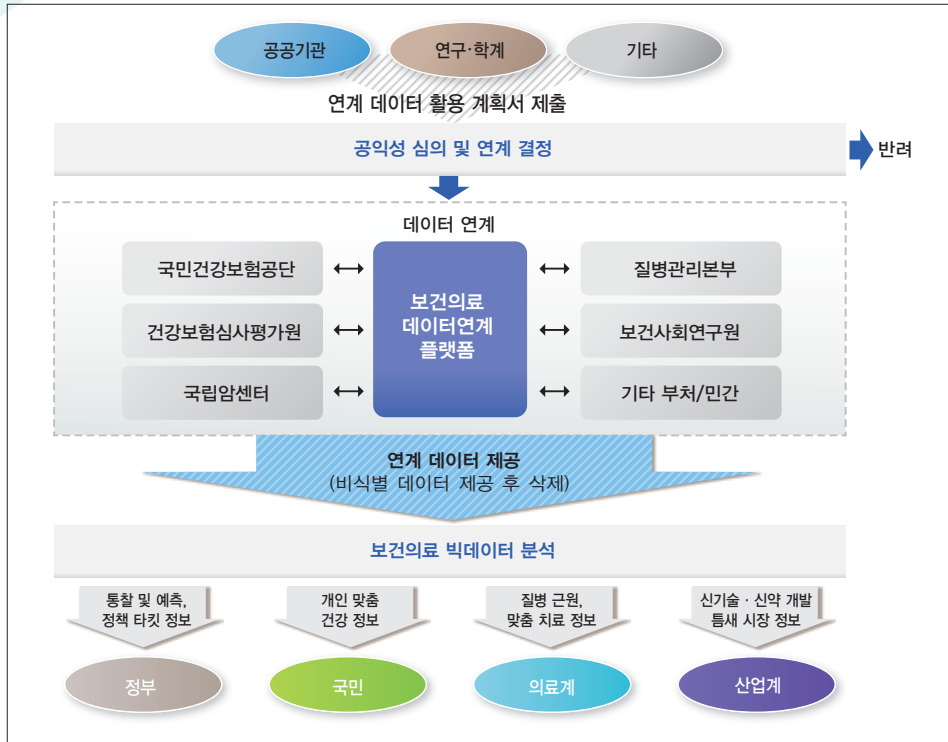 공공기관
연구·학계
기타
연계 데이터 활용 계획서 제출
공익성 심의 및 연계 결정
반려
데이터 연계
국민건강보험공단
건강보험심사평가원
국립암센터
보건의료
데이터연계
플랫폼
질병관리본부
보건사회연구원
기타 부처/민간
연계 데이터 제공
(비식별 데이터 제공 후 삭제)
보건의료 빅데이터 분석
통찰 및 예측,
정책 타킷 정보
개인 맞춤
건강 정보
질병 근원,
맞춤 치료 정보
신기술·신약 개발
틈새 시장 정보
정부
국민
의료계
산업계